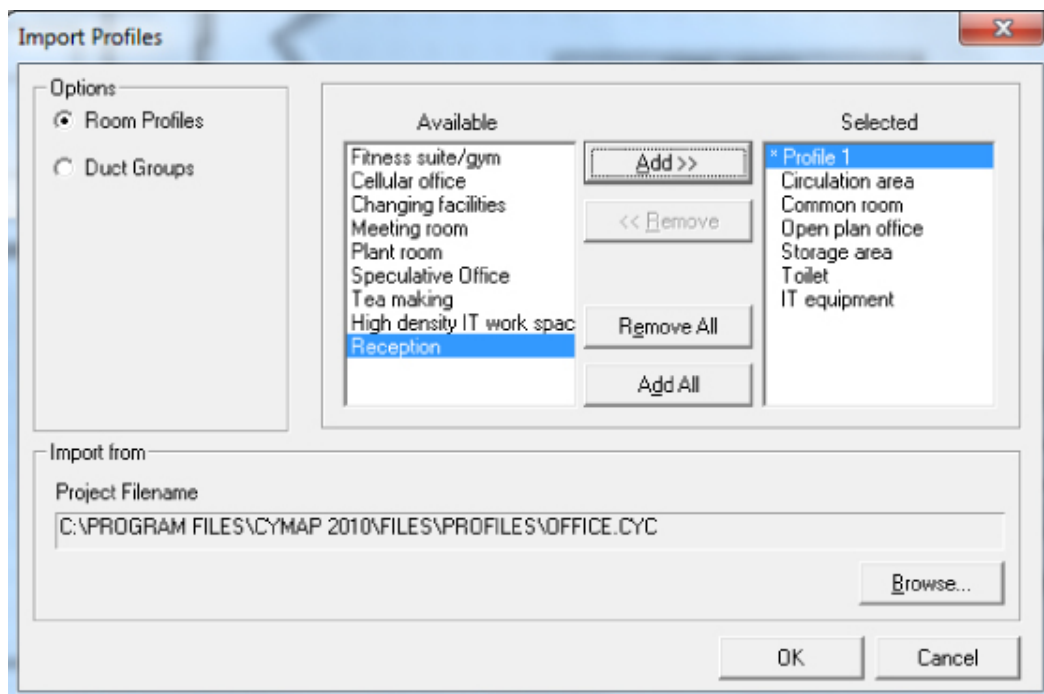 Import Profiles
Options
Room Profiles
Duct Groups
Available
Fitness suite/gym
Cellular office
Changing facilities
Meeting room
Plant room
Speculative Office
Tea making
High density IT work spac
Reception
Add >>
<< Remove
Remove All
Add All
Selected
* Profile 1
Circulation area
Common room
Open plan office
Storage area
Toilet
IT equipment
Import from
Project Filename
C:\PROGRAM FILES\CYMAP 2010\FILES\PROFILES\OFFICE.CYC
Browse...
OK
Cancel